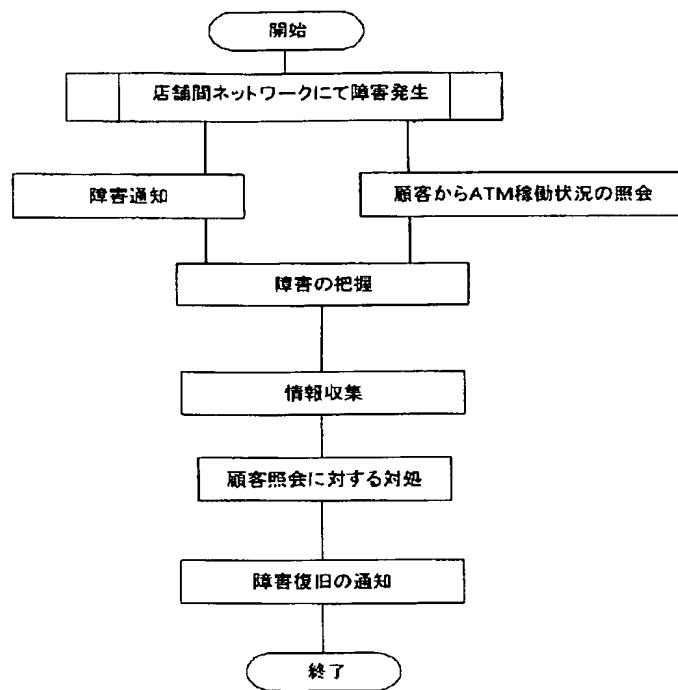 開始
店舗間ネットワークにて障害発生
障害通知
顧客からATM稼働状況の照会
障害の把握
情報収集
顧客照会に対する対処
障害復旧の通知
終了